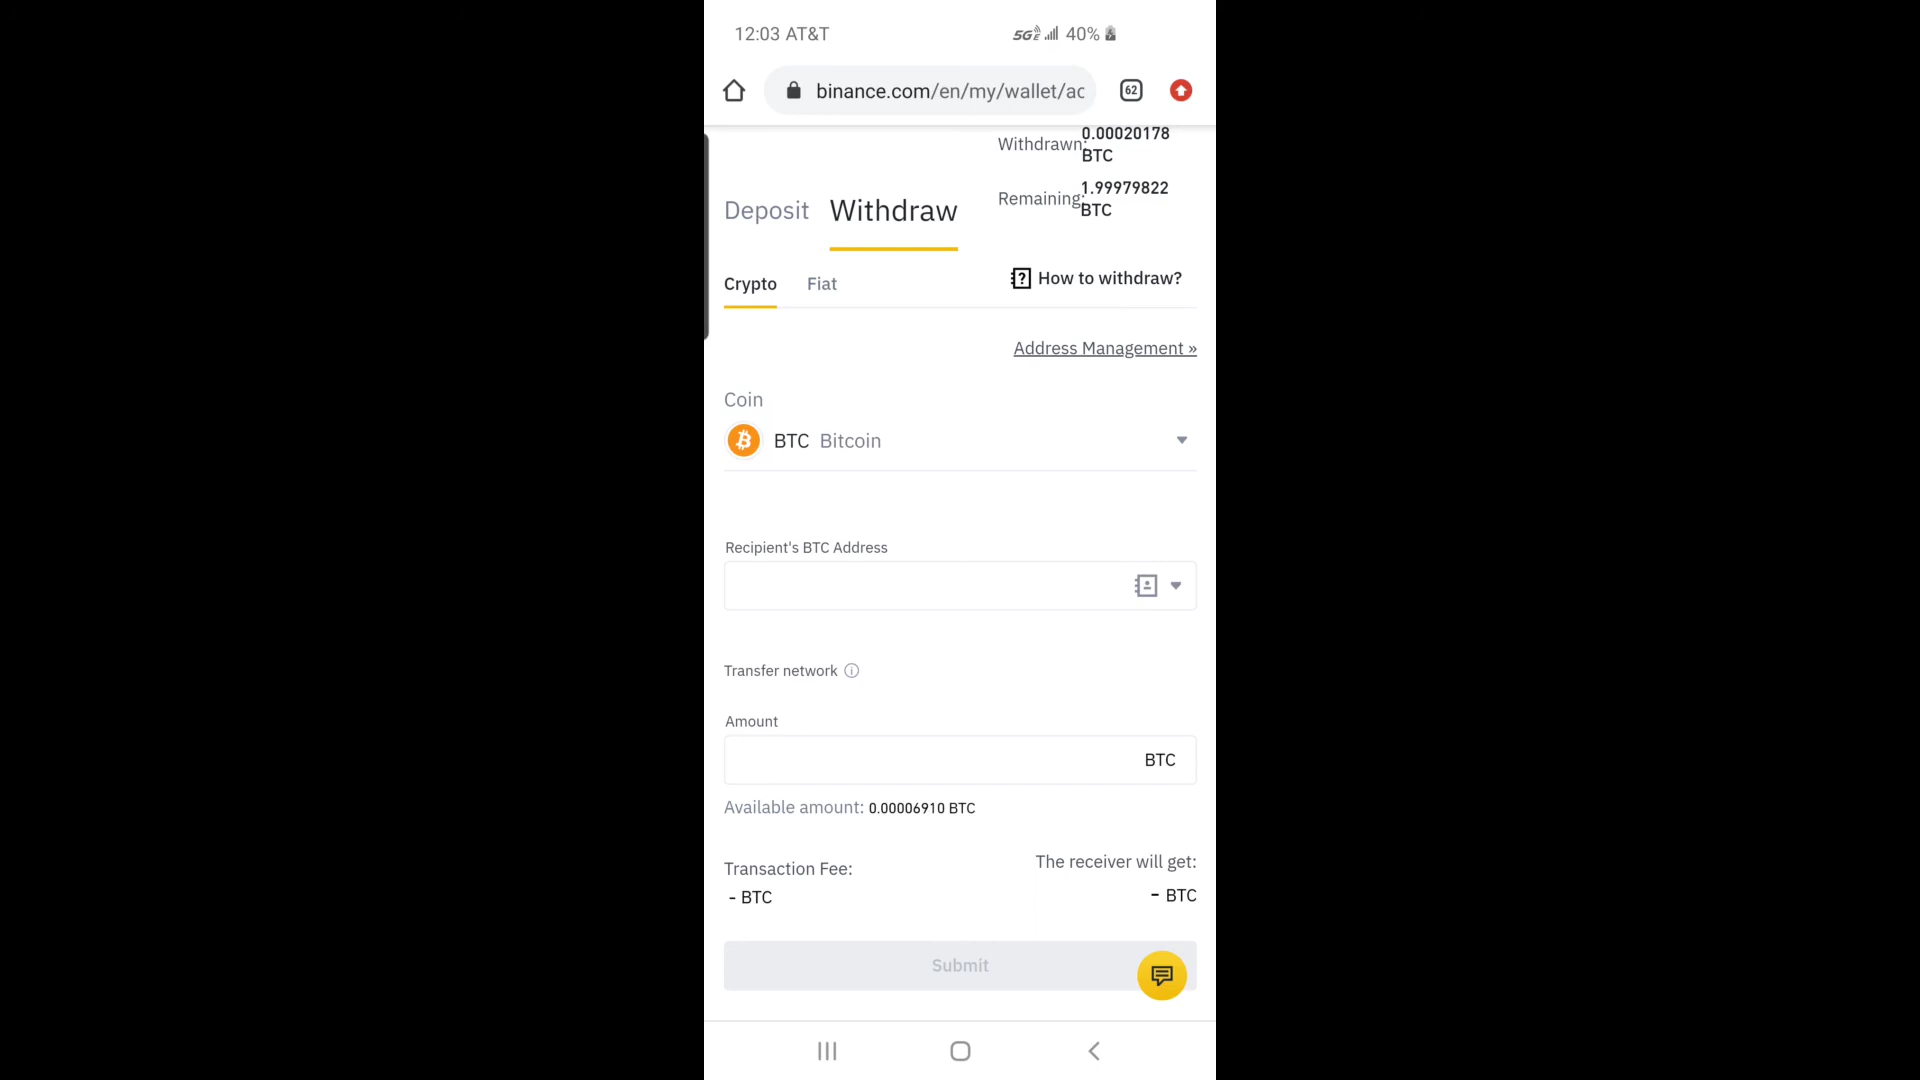 12:03 AT&T 5GE 40%
binance.com/en/my/wallet/ac 62
Withdrawn: 0.00020178
BTC
Remaining: 1.99979822
BTC
Deposit Withdraw
Crypto Fiat
How to withdraw?
Address Management »
Coin
BTC Bitcoin
Recipient's BTC Address
Transfer network
Amount
BTC
Available amount: 0.00006910 BTC
Transaction Fee:
- BTC
The receiver will get:
- BTC
Submit